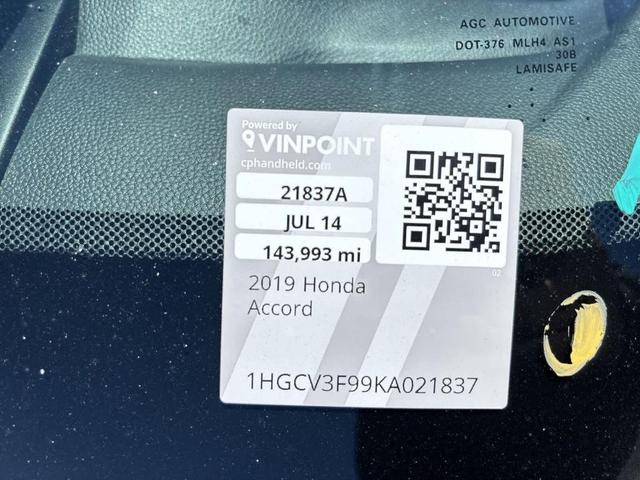 AGC AUTOMOTIVE
DOT-376 MLH4 AS1
30B
LAMISAFE
Powered by
VINPOINT
cphandheld.com
21837A
JUL 14
143,993 mi
02
2019 Honda
Accord
1HGCV3F99KA021837